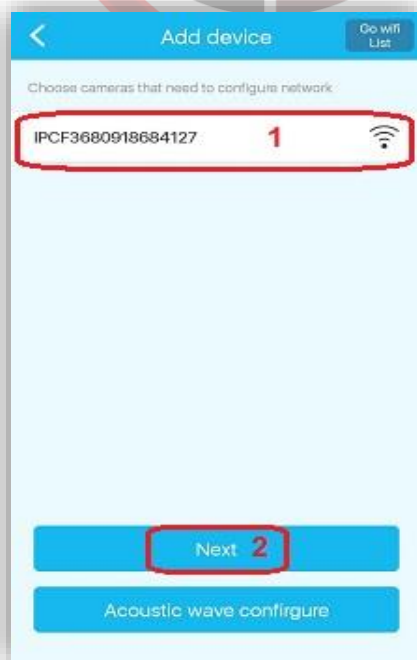 Add device
Go wifi
List
Choose cameras that need to configure network
IPCF3680918684127 1
Next 2
Acoustic wave confirgure